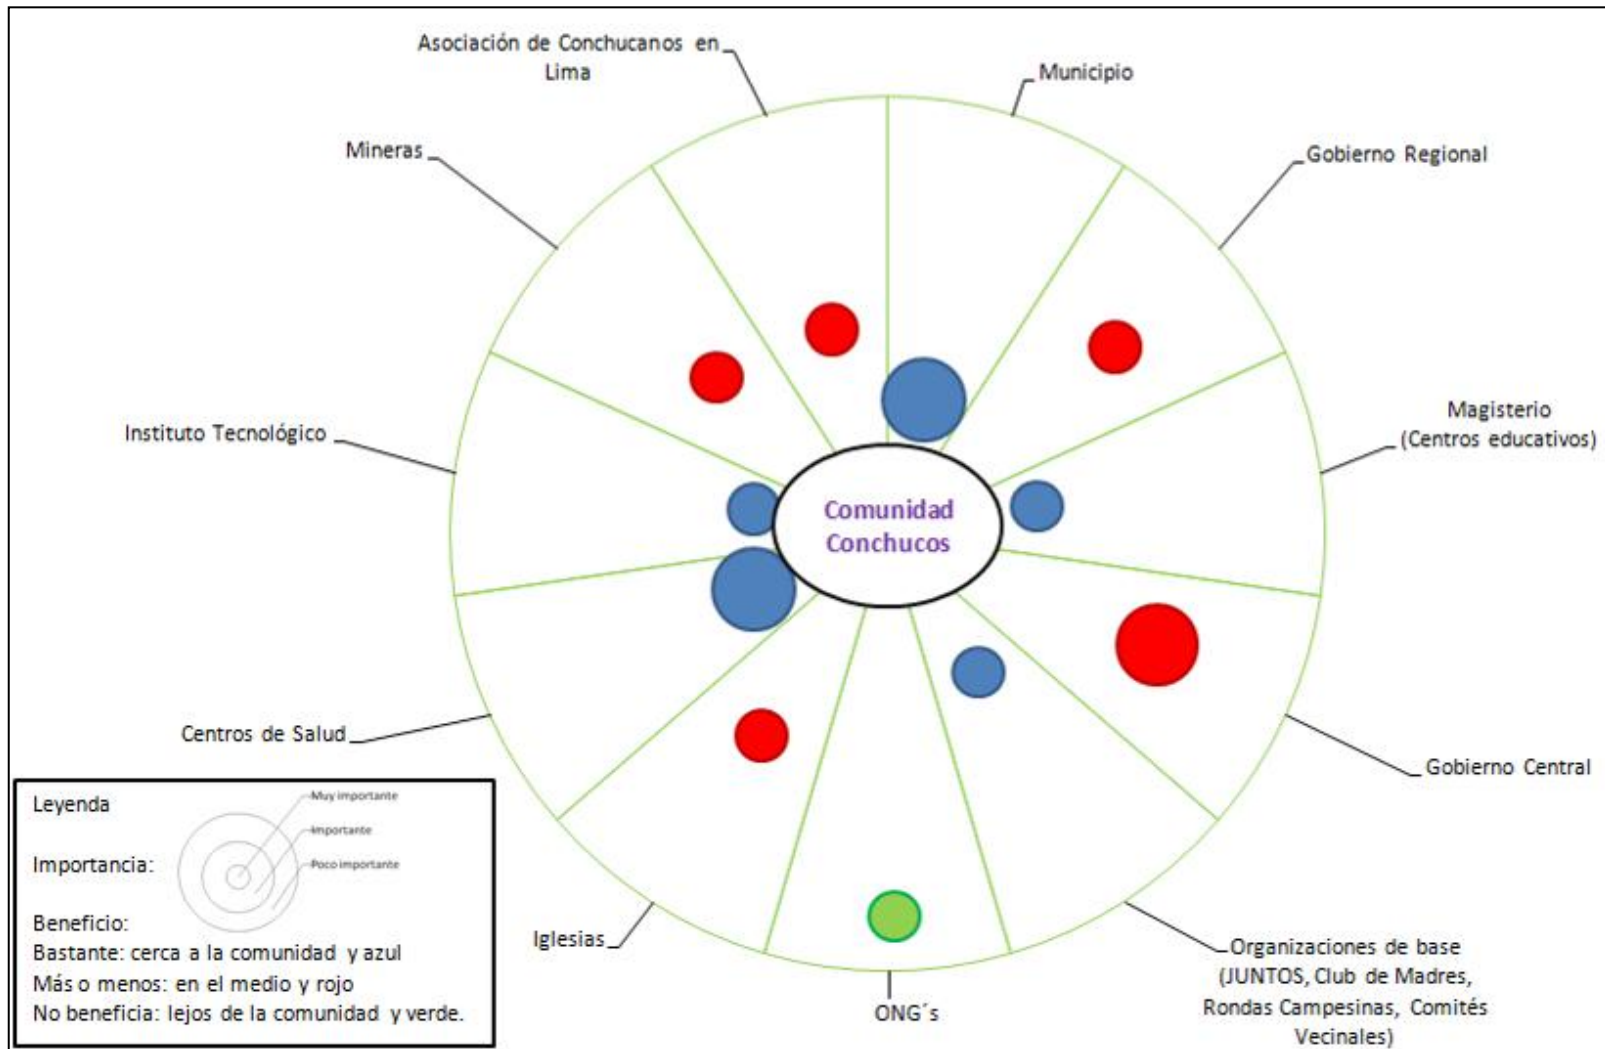 Asociación de Conchucanos en
Lima
Municipio
Mineras
Gobierno Regional
Instituto Tecnológico
Magisterio
(Centros educativos)
Comunidad
Conchucos
Centros de Salud
Gobierno Central
Iglesias
ONG´s
Organizaciones de base
(JUNTOS, Club de Madres,
Rondas Campesinas, Comités
Vecinales)
Leyenda
Muy importante
Importante
Poco importante
Importancia:
Beneficio:
Bastante: cerca a la comunidad y azul
Más o menos: en el medio y rojo
No beneficia: lejos de la comunidad y verde.